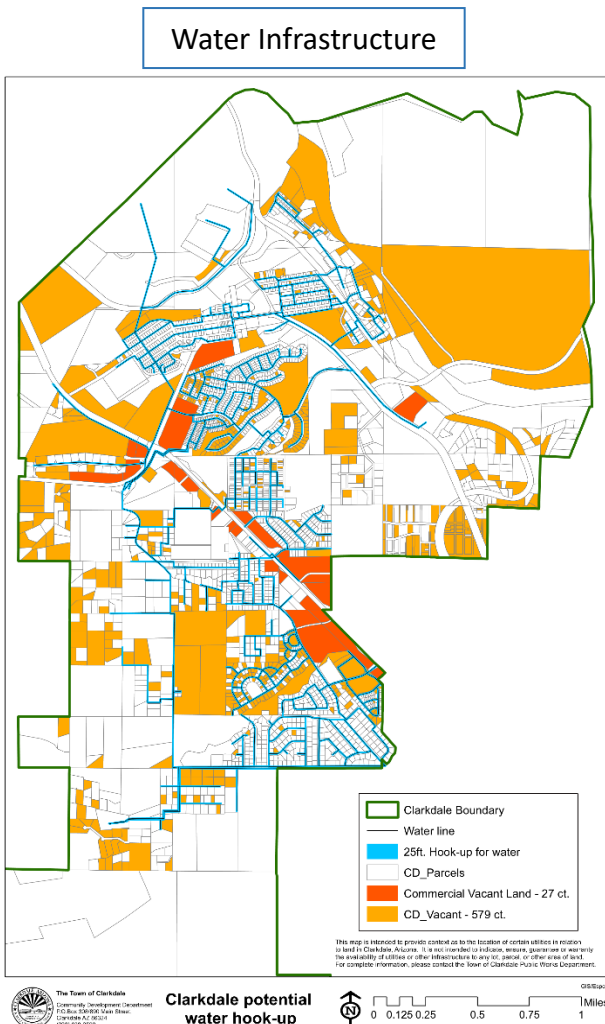 Water Infrastructure
Clarkdale Boundary
Water line
25ft. Hook-up for water
CD_Parcels
Commercial Vacant Land - 27 ct.
CD_Vacant - 579 ct.
This map is intended to provide context as to the location of certain utilities in relation
to land in Clarkdale, Arizona. It is not intended to indicate, ensure, guarantee or warranty
the availability of utilities or other infrastructure to any lot, parcel, or other area of land.
For complete information, please contact the Town of Clarkdale Public Works Department.
The Town of Clarkdale
Community Development Department
Main Street
Clarkdale AZ 86324
Clarkdale potential
water hook-up
N
0 0.125 0.25 0.5 0.75 1
Miles